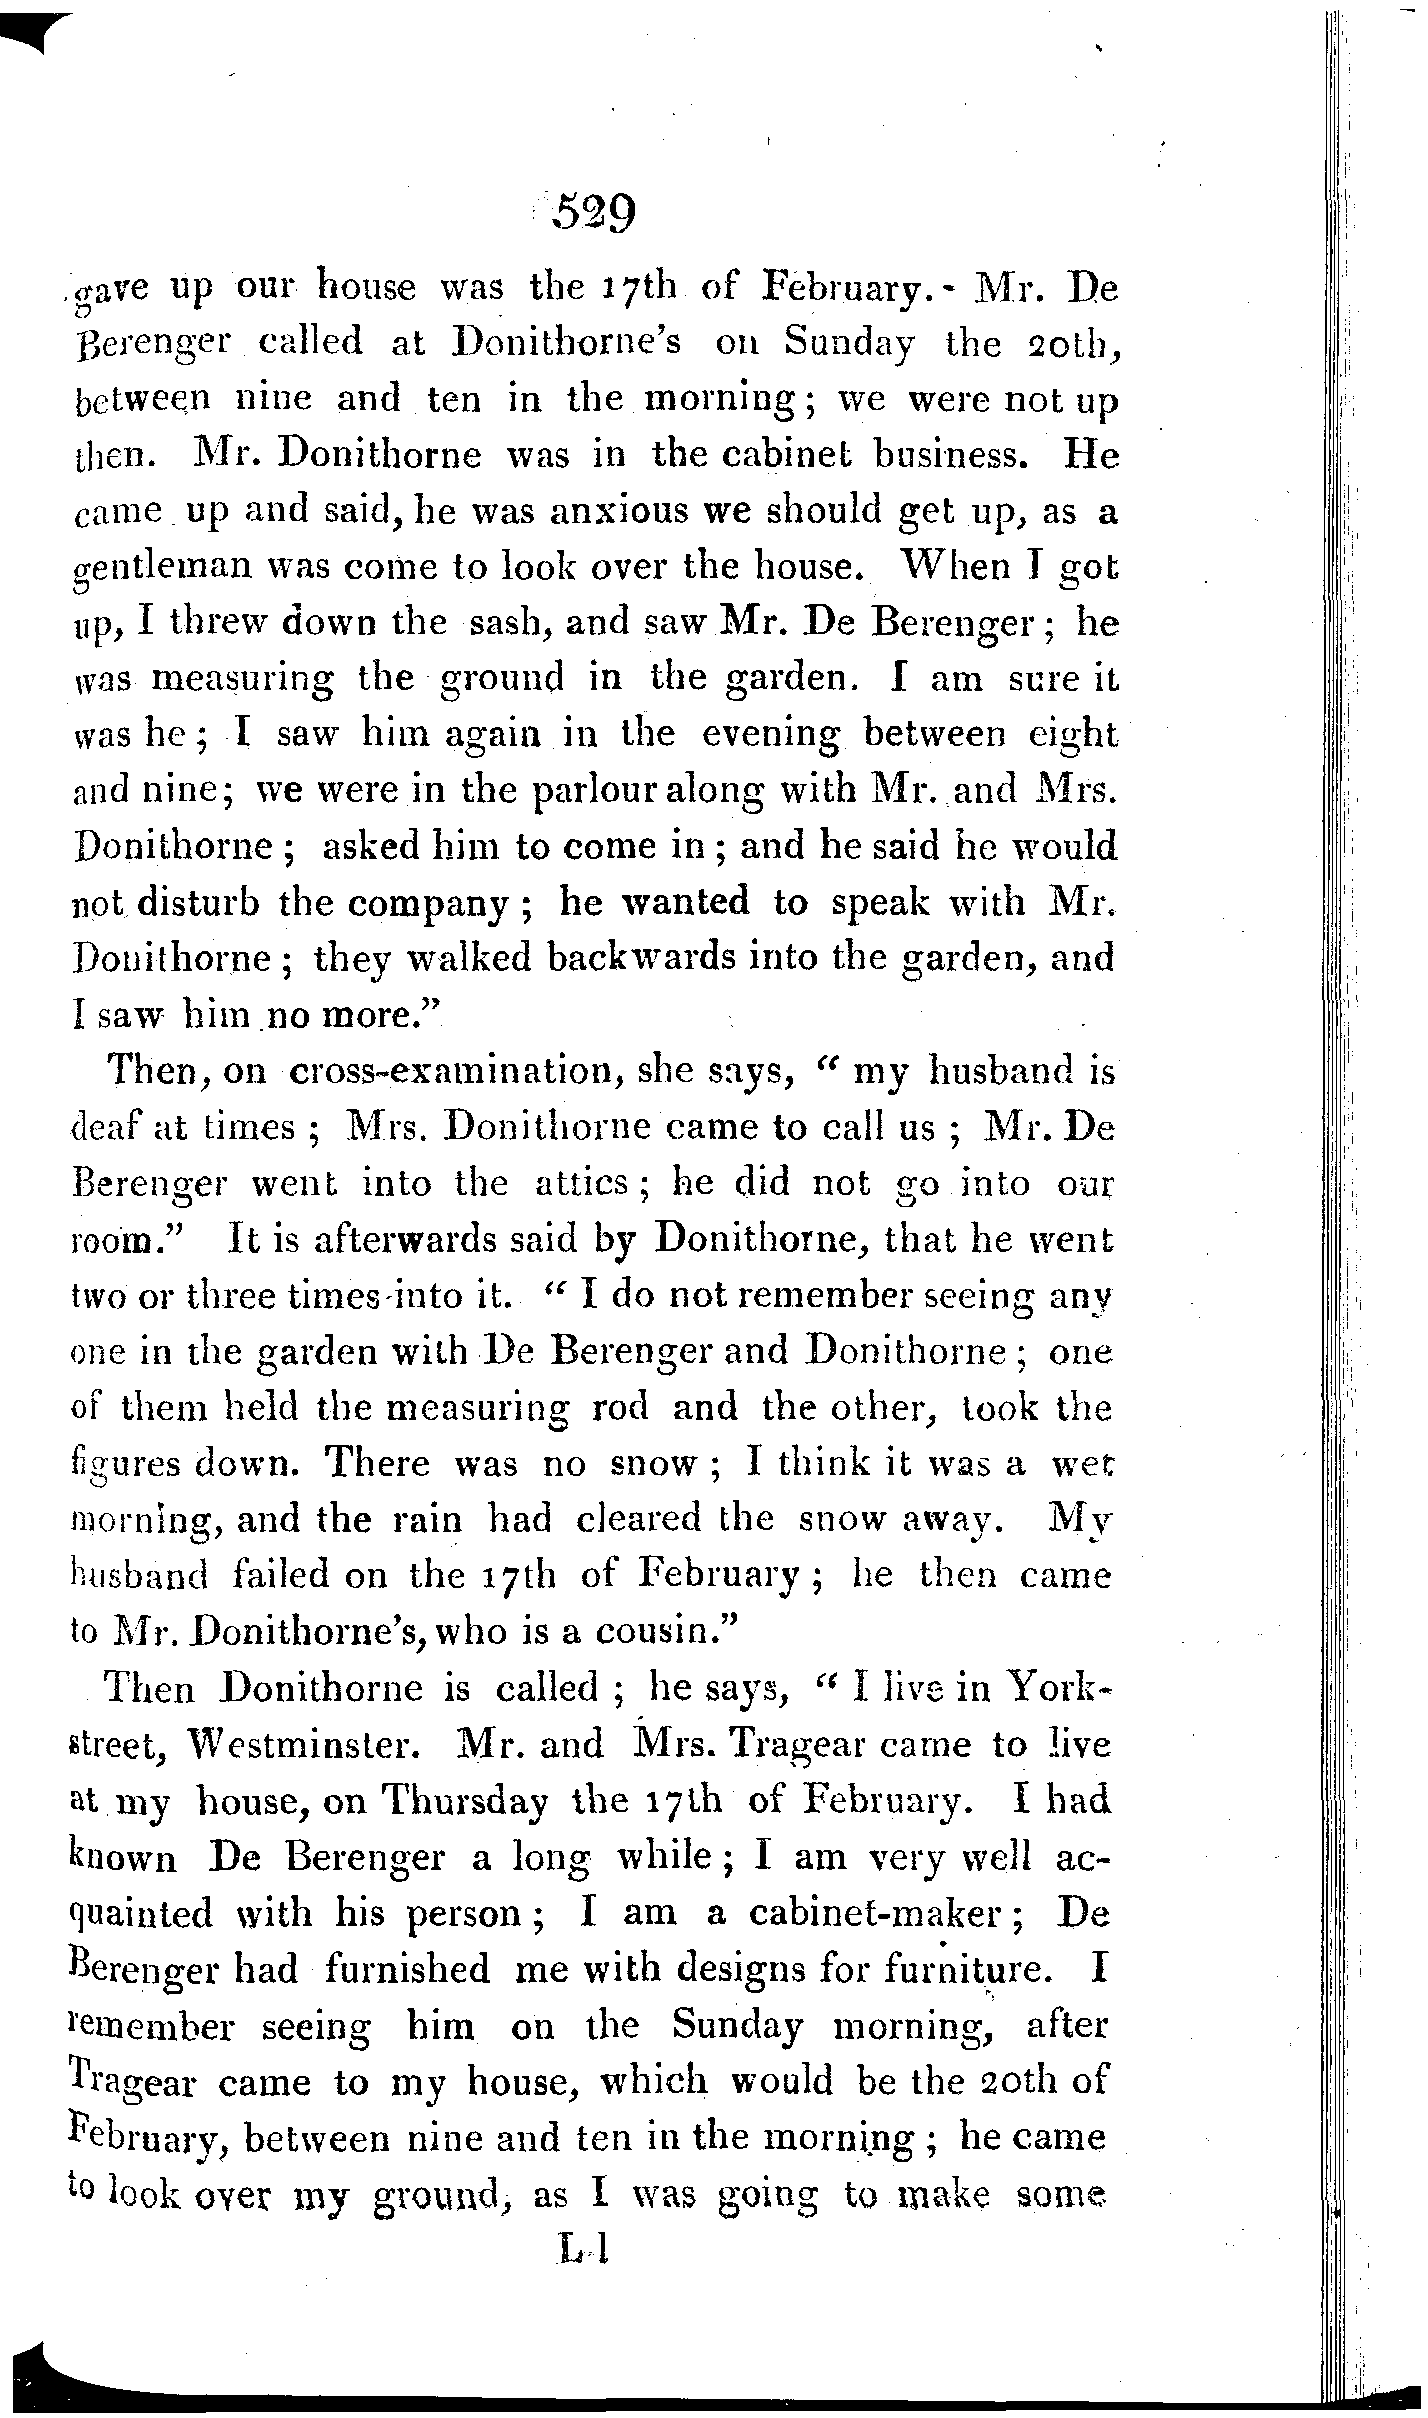 529
gave up our house was the 17th of February. Mr. De
Berenger called at Donithorne's on Sunday the 20th,
between nine and ten in the morning; we were not up
then. Mr. Donithorne was in the cabinet business. He
came up and said, he was anxious we should get up, as a
gentleman was come to look over the house. When I got
up, I threw down the sash, and saw Mr. De Berenger; he
was measuring the ground in the garden. I am sure it
was he; I saw him again in the evening between eight
and nine; we were in the parlour along with Mr. and Mrs.
Donithorne; asked him to come in; and he said he would
not disturb the company; he wanted to speak with Mr.
Donithorne; they walked backwards into the garden, and
I saw him no more."
Then, on cross-examination, she says, " my husband is
deaf at times; Mrs. Donithorne came to call us; Mr. De
Berenger went into the attics; he did not go into our
room." It is afterwards said by Donithorne, that he went
two or three times into it. " I do not remember seeing any
one in the garden with De Berenger and Donithorne; one
of them held the measuring rod and the other, took the
figures down. There was no snow; I think it was a wet
morning, and the rain had cleared the snow away. My
husband failed on the 17th of February; he then came
to Mr. Donithorne's, who is a cousin."
Then Donithorne is called; he says, " I live in York-
street, Westminster. Mr. and Mrs. Tragear came to live
at my house, on Thursday the 17th of February. I had
known De Berenger a long while; I am very well ac-
quainted with his person; I am a cabinet-maker; De
Berenger had furnished me with designs for furniture. I
remember seeing him on the Sunday morning, after
Tragear came to my house, which would be the 20th of
February, between nine and ten in the morning; he came
to look over my ground, as I was going to make some
L l